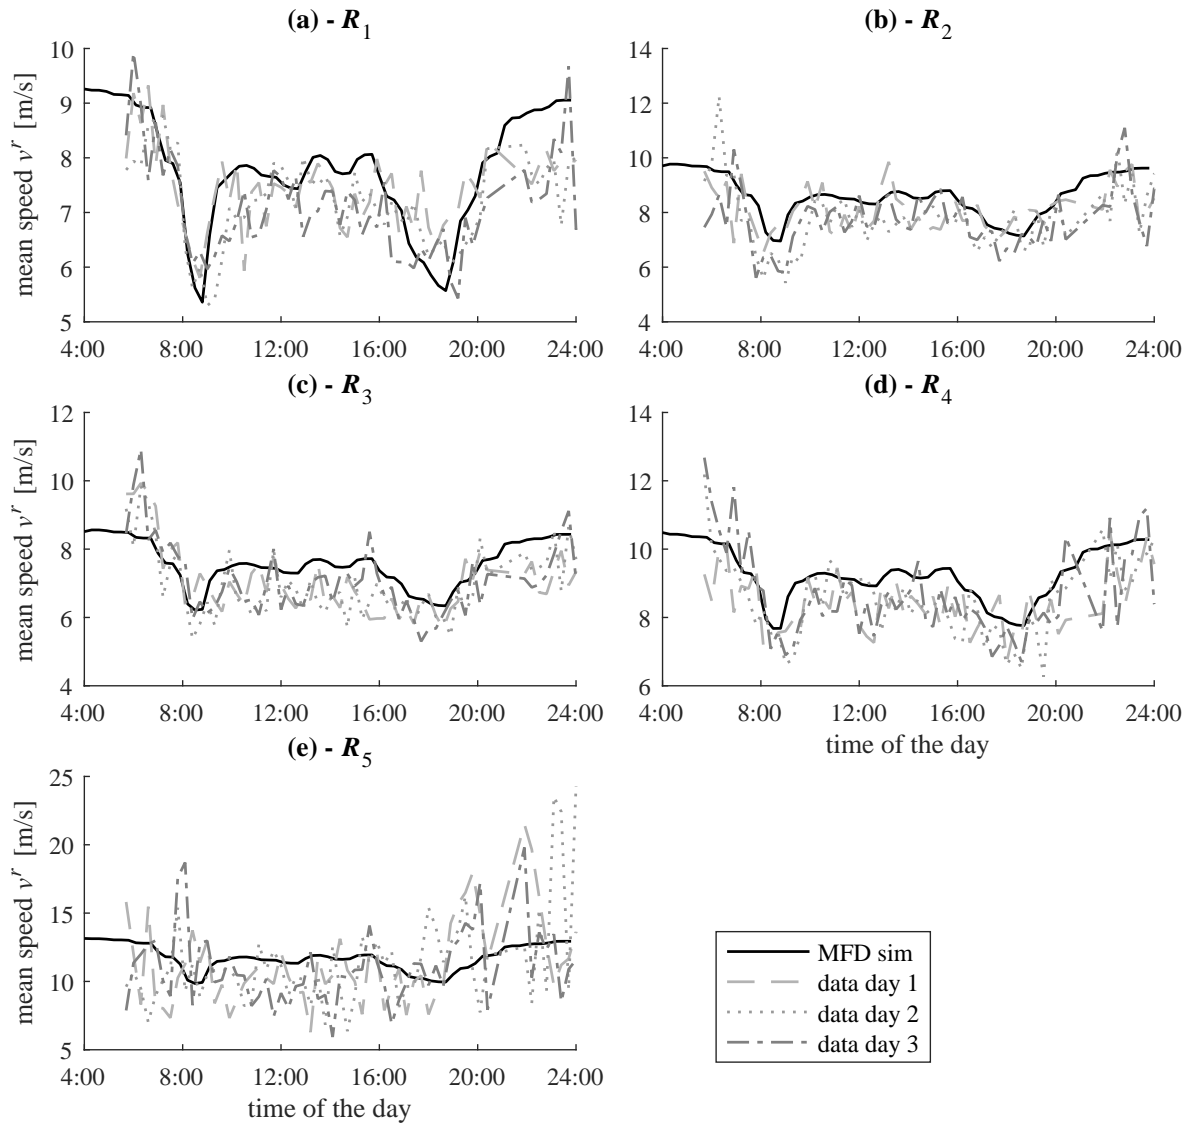 (a) - R1
mean speed v^r [m/s]
10
9
8
7
6
5
4:00 8:00 12:00 16:00 20:00 24:00
(b) - R2
14
12
10
8
6
4
4:00 8:00 12:00 16:00 20:00 24:00
(c) - R3
mean speed v^r [m/s]
12
10
8
6
4
4:00 8:00 12:00 16:00 20:00 24:00
(d) - R4
14
12
10
8
6
4:00 8:00 12:00 16:00 20:00 24:00
time of the day
(e) - R5
mean speed v^r [m/s]
25
20
15
10
5
4:00 8:00 12:00 16:00 20:00 24:00
time of the day
MFD sim
data day 1
data day 2
data day 3